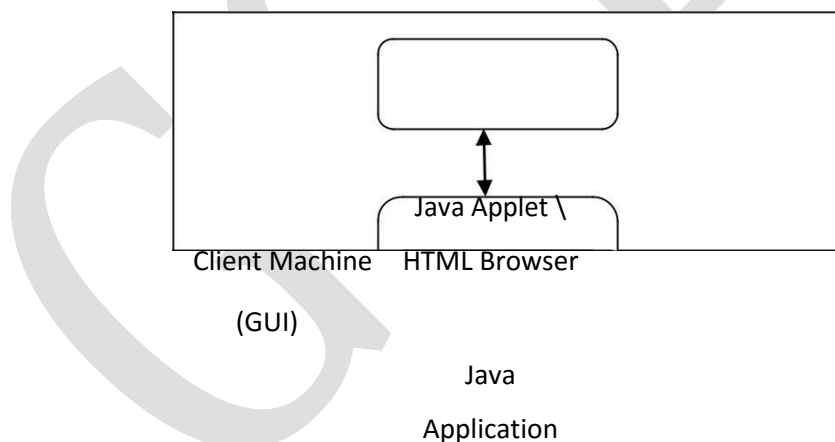 Java Applet \
Client Machine HTML Browser
(GUI)
Java
Application